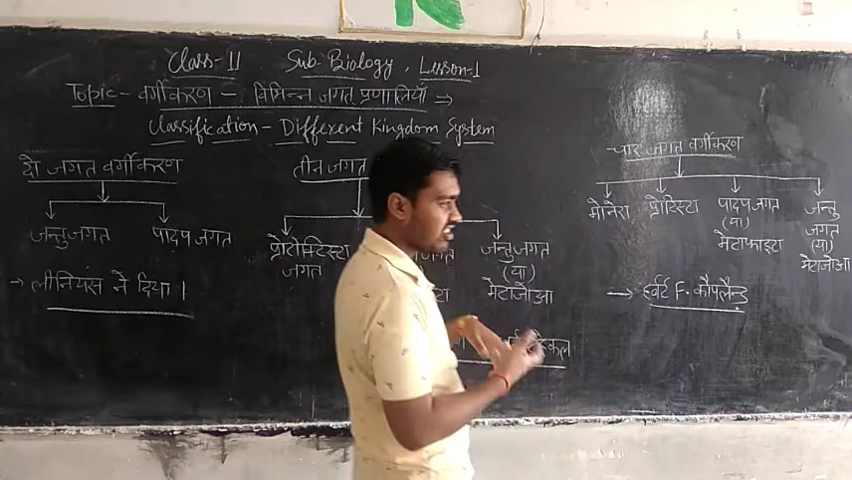 Class-11 Sub-Biology, Lesson-1
Topic- वर्गीकरण - विभिन्न जगत प्रणालियाँ ⇒
Classification - Different Kingdom System
दो जगत वर्गीकरण
जन्तु जगत पादप जगत
→ लीनियस ने दिया।
तीन जगत
प्रोटिस्टा
जगत
जगत
जन्तु जगत
(या)
मेटाजोआ
चार जगत वर्गीकरण
मोनेरा प्रोटिस्टा
पादप जगत
(या)
मेटाफाइटा
जन्तु
जगत
(या)
मेटाजोआ
→ हर्बर्ट F. कौपलैन्ड